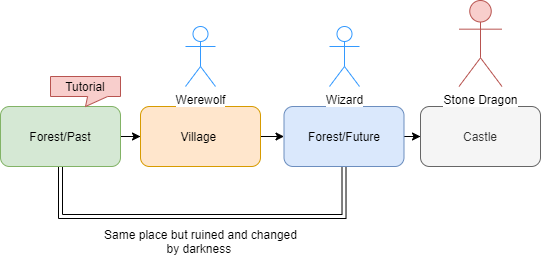 Tutorial
Werewolf
Wizard
Stone Dragon
Forest/Past
Village
Forest/Future
Castle
Same place but ruined and changed
by darkness